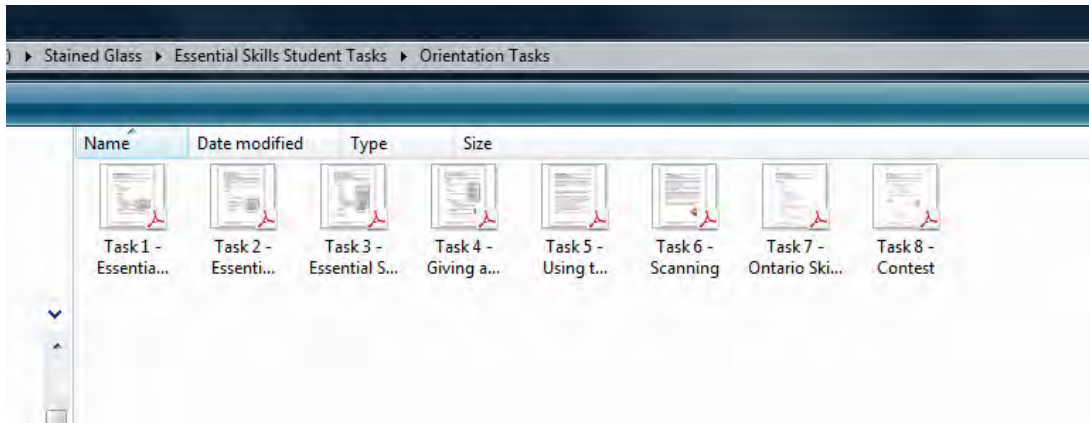 ) ▸ Stained Glass ▸ Essential Skills Student Tasks ▸ Orientation Tasks
Name Date modified Type Size
Task 1 - Essentia...
Task 2 - Essenti...
Task 3 - Essential S...
Task 4 - Giving a...
Task 5 - Using t...
Task 6 - Scanning
Task 7 - Ontario Ski...
Task 8 - Contest